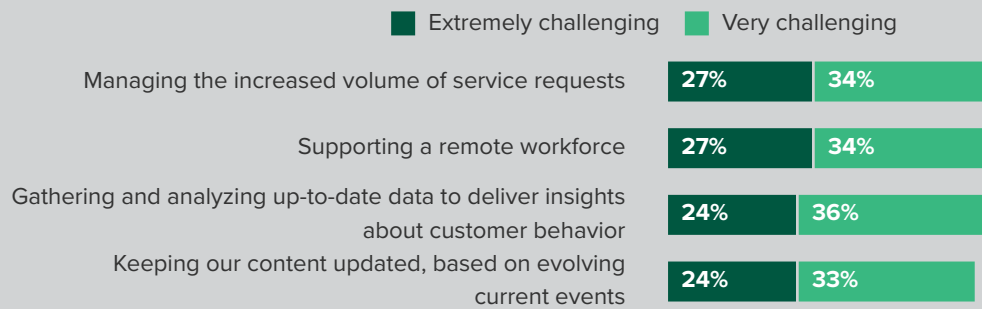 Extremely challenging Very challenging
Managing the increased volume of service requests 27% 34%
Supporting a remote workforce 27% 34%
Gathering and analyzing up-to-date data to deliver insights
about customer behavior 24% 36%
Keeping our content updated, based on evolving
current events 24% 33%